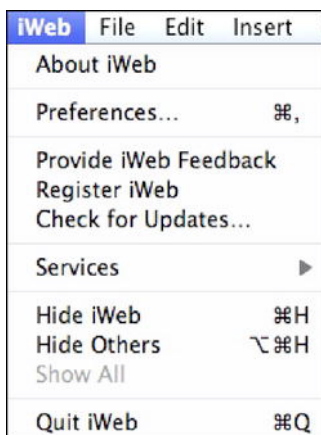 iWeb File Edit Insert
About iWeb
Preferences... ⌘,
Provide iWeb Feedback
Register iWeb
Check for Updates...
Services ▶
Hide iWeb ⌘H
Hide Others ⌥⌘H
Show All
Quit iWeb ⌘Q